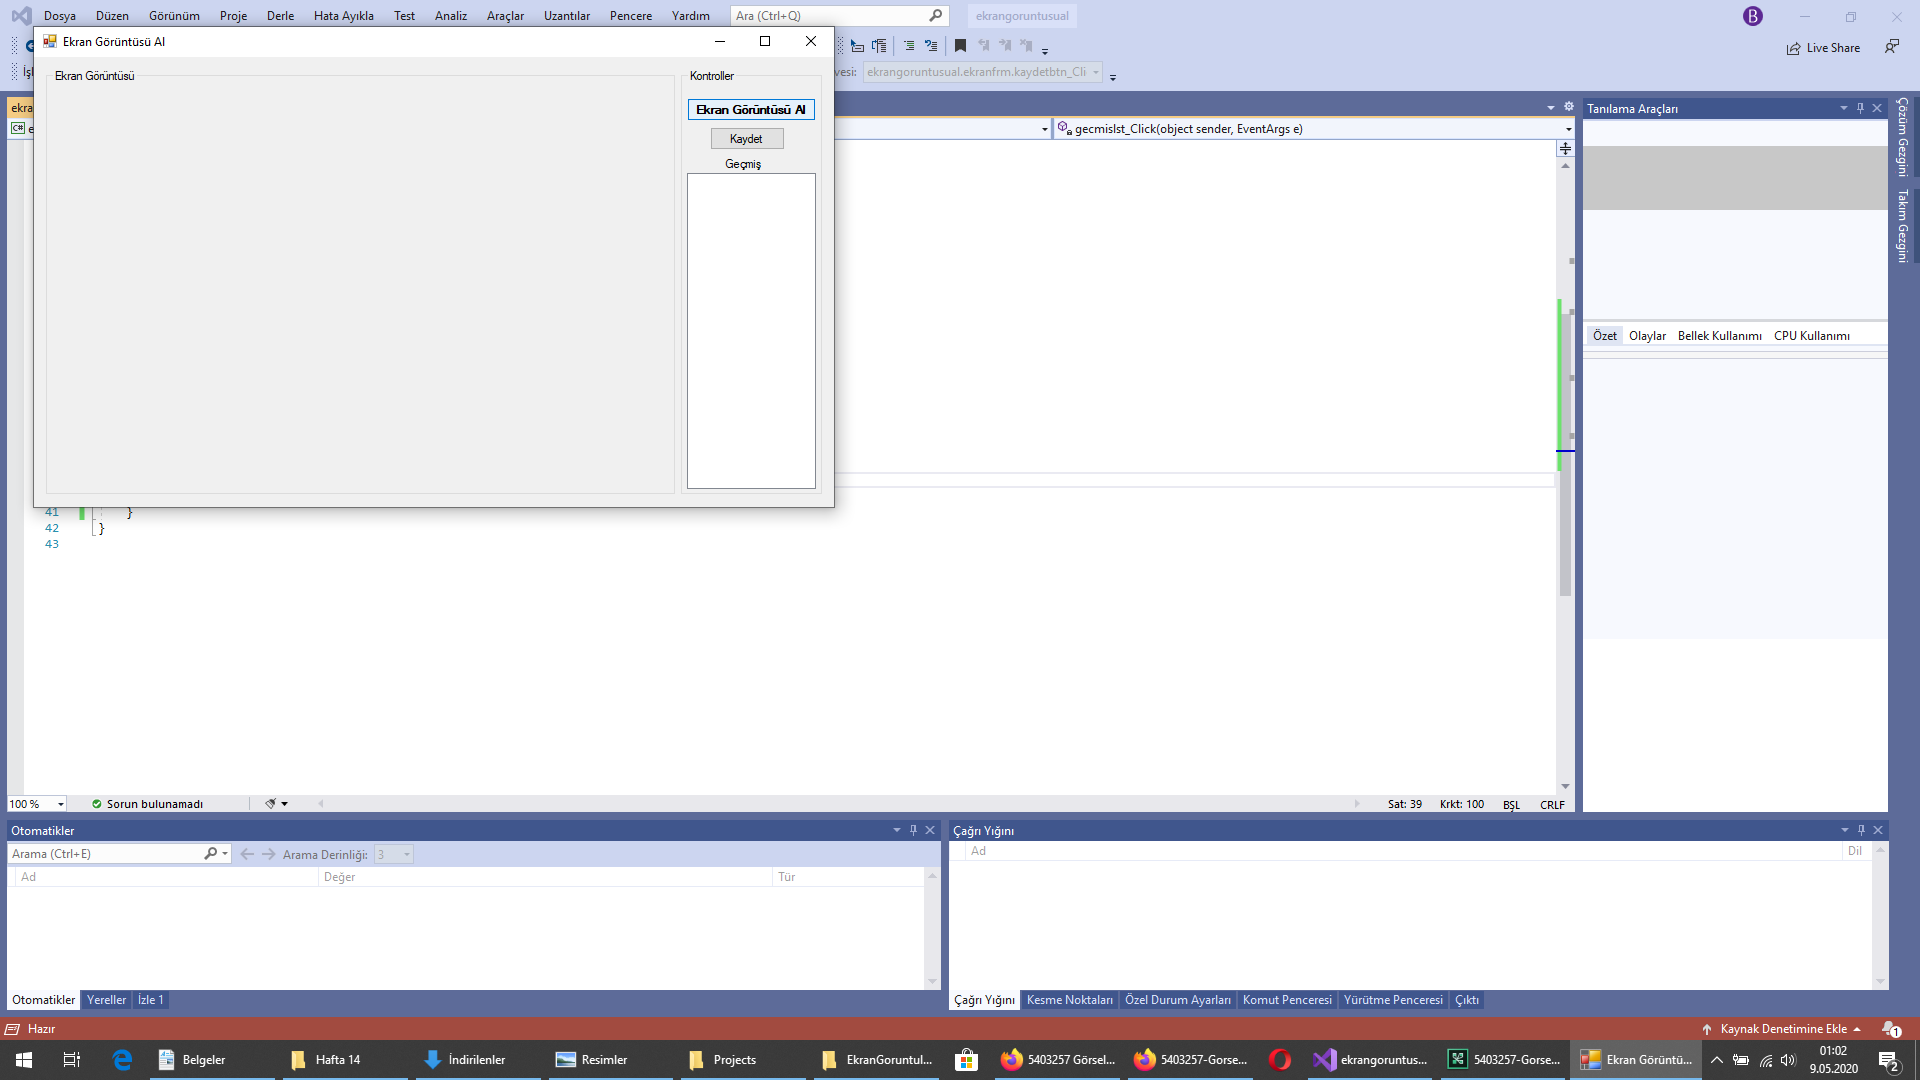 Dosya Düzen Görünüm Proje Derle Hata Ayıkla Test Analiz Araçlar Uzantılar Pencere Yardım Ara (Ctrl+Q) ekrangoruntusual B
Live Share
Ekran Görüntüsü Al
Ekran Görüntüsü
Kontroller
Ekran Görüntüsü Al
Kaydet
Geçmiş
ekrangoruntusual.ekranfrm.kaydetbtn_Cli
gecmislst_Click(object sender, EventArgs e)
41 }
42 }
43
100 % Sorun bulunamadı Sat: 39 Krkt: 100 BŞL CRLF
Tanılama Araçları
Özet Olaylar Bellek Kullanımı CPU Kullanımı
Çözüm Gezgini
Takım Gezgini
Otomatikler
Arama (Ctrl+E) Arama Derinliği: 3
Ad Değer Tür
Otomatikler Yereller İzle 1
Çağrı Yığını
Ad Dil
Çağrı Yığını Kesme Noktaları Özel Durum Ayarları Komut Penceresi Yürütme Penceresi Çıktı
Hazır Kaynak Denetimine Ekle 1
Belgeler Hafta 14 İndirilenler Resimler Projects EkranGoruntul... 5403257 Görsel... 5403257-Gorse... ekrangoruntus... 5403257-Gorse... Ekran Görüntü... 01:02
9.05.2020 2